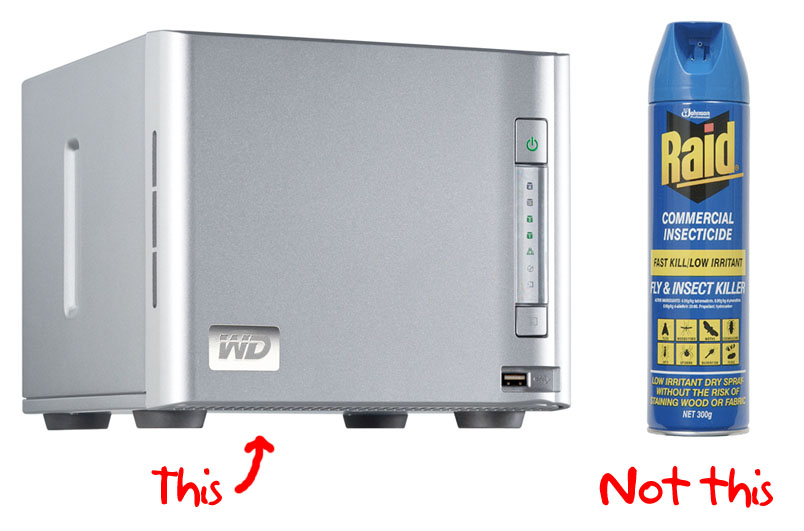 WD
Johnson
Raid
COMMERCIAL
INSECTICIDE
FAST KILL/LOW IRRITANT
FLY & INSECT KILLER
LOW IRRITANT DRY SPRAY
WITHOUT THE RISK OF
STAINING WOOD OR FABRIC
NET 300g
This
Not this